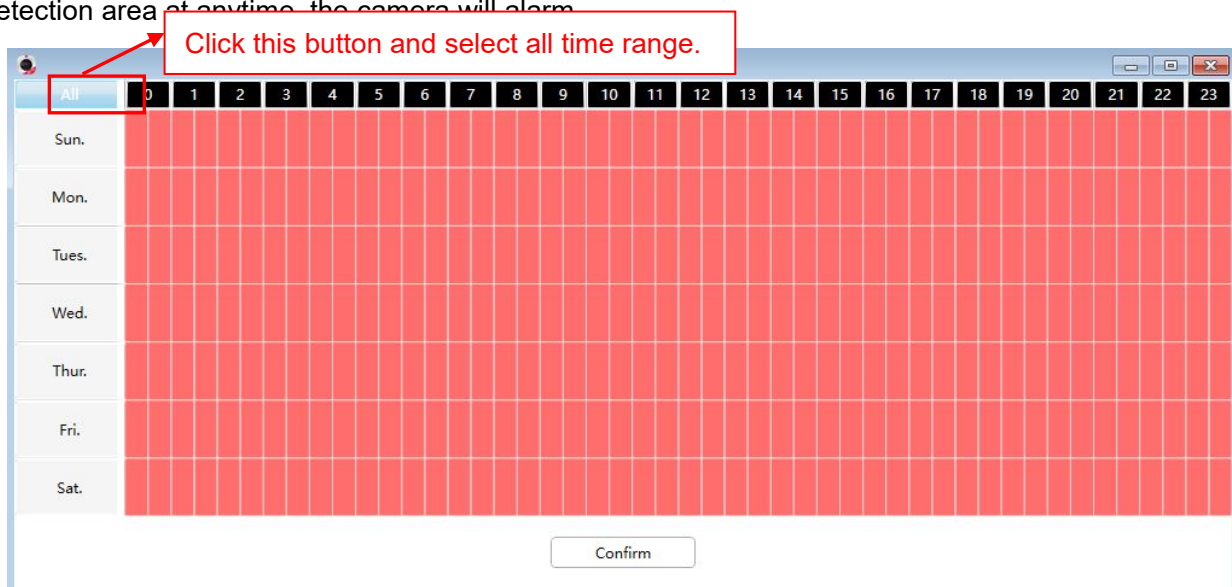 etection area at anytime, the camera will alarm
Click this button and select all time range.
All 0 1 2 3 4 5 6 7 8 9 10 11 12 13 14 15 16 17 18 19 20 21 22 23
Sun.
Mon.
Tues.
Wed.
Thur.
Fri.
Sat.
Confirm